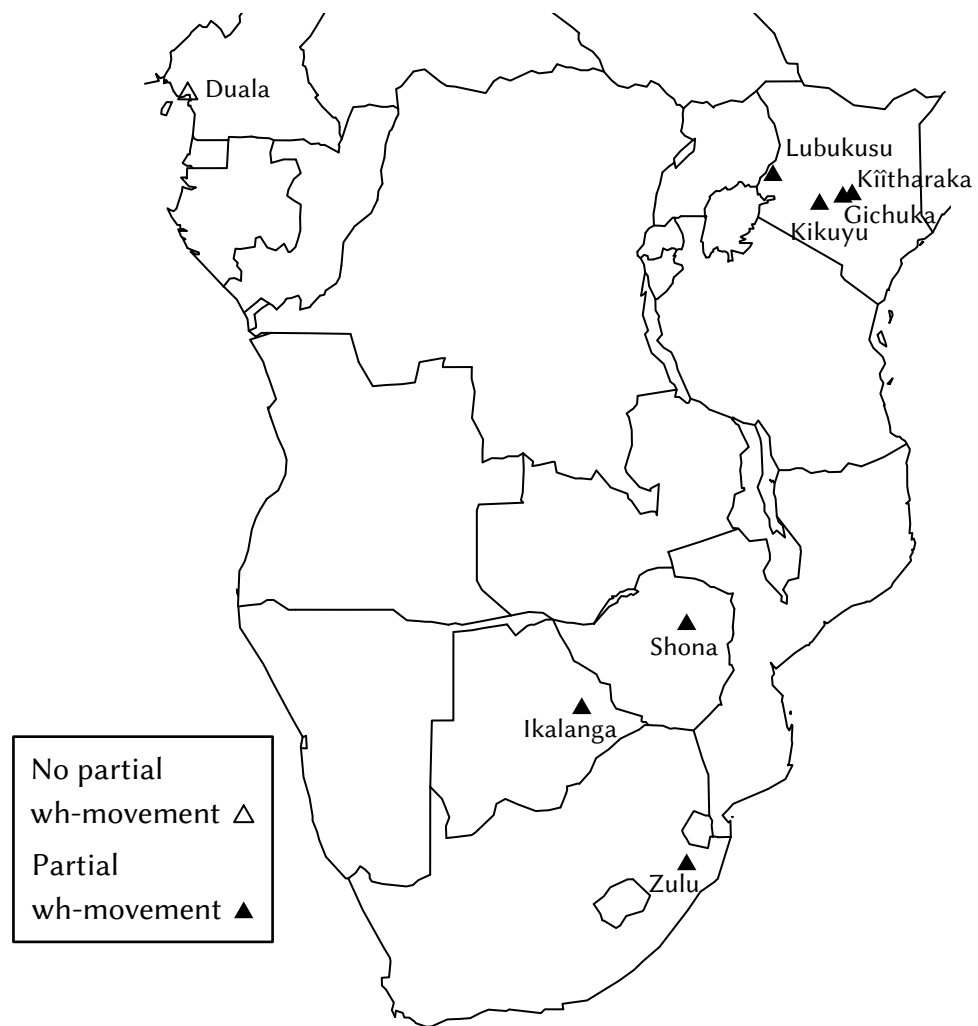 Duala △
Lubukusu
Kîîtharaka
Gichuka
Kikuyu
Shona
Ikalanga
Zulu
No partial
wh-movement △
Partial
wh-movement ▲